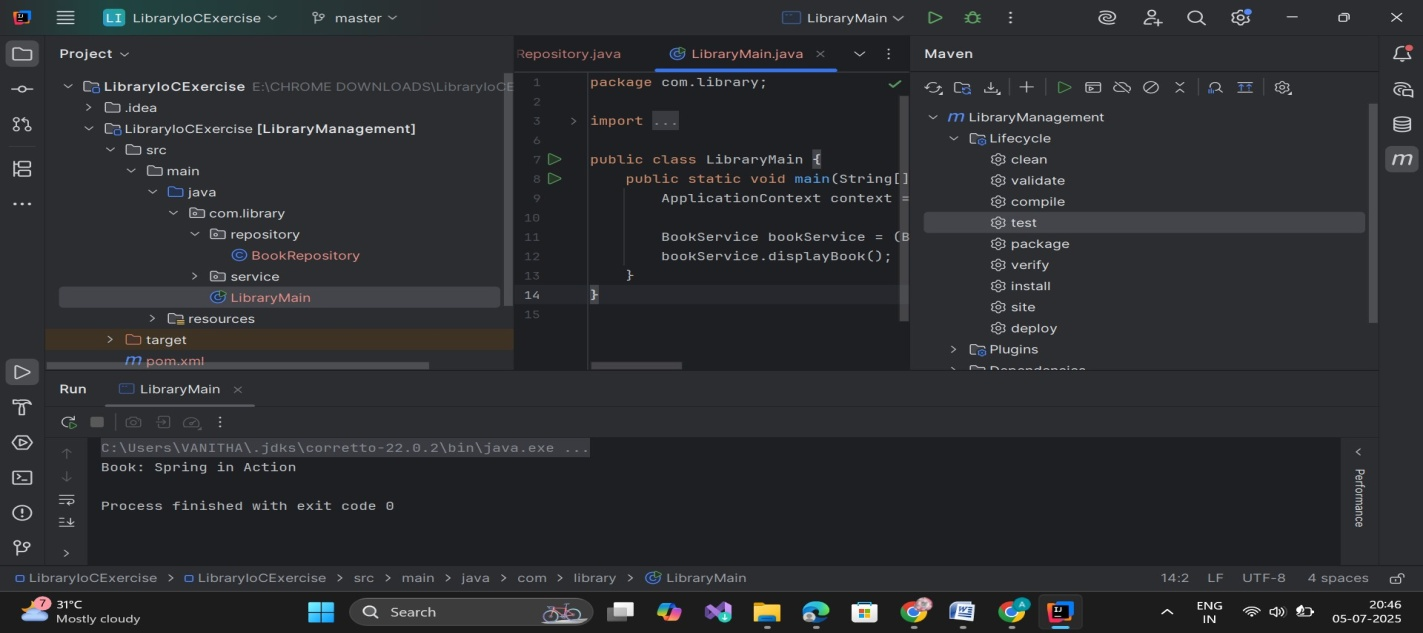 LI LibraryIoCExercise master LibraryMain
Project
LibraryIoCExercise E:\CHROME DOWNLOADS\LibraryIoCE
.idea
LibraryIoCExercise [LibraryManagement]
src
main
java
com.library
repository
BookRepository
service
LibraryMain
resources
target
pom.xml
Repository.java LibraryMain.java
1 package com.library;
2
3 import ...
6
7 public class LibraryMain {
8 public static void main(String[]
9 ApplicationContext context =
10
11 BookService bookService = (B
12 bookService.displayBook();
13 }
14 }
15
Maven
m LibraryManagement
Lifecycle
clean
validate
compile
test
package
verify
install
site
deploy
Plugins
Dependencies
Run LibraryMain
C:\Users\VANITHA\.jdks\corretto-22.0.2\bin\java.exe ...
Book: Spring in Action
Process finished with exit code 0
Performance
LibraryIoCExercise > LibraryIoCExercise > src > main > java > com > library > LibraryMain 14:2 LF UTF-8 4 spaces
7 31°C
Mostly cloudy
Search
ENG
IN
20:46
05-07-2025